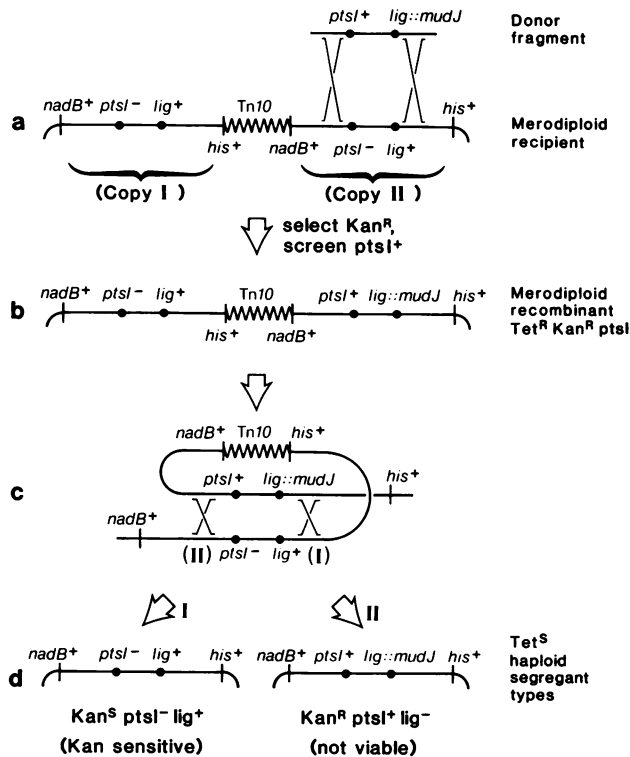 ptsI+ lig::mudJ
Donor fragment
nadB+ ptsI− lig+ Tn10 his+
a
Merodiploid recipient
his+ nadB+ ptsI− lig+
(Copy I) (Copy II)
select KanR,
screen ptsI+
nadB+ ptsI− lig+ Tn10 ptsI+ lig::mudJ his+
b
Merodiploid recombinant TetR KanR ptsI
his+ nadB+
nadB+ Tn10 his+
ptsI+ lig::mudJ his+
c
nadB+
(II) ptsI− lig+ (I)
I II
nadB+ ptsI− lig+ his+ nadB+ ptsI+ lig::mudJ his+
d
TetS haploid segregant types
KanS ptsI− lig+ KanR ptsI+ lig−
(Kan sensitive) (not viable)